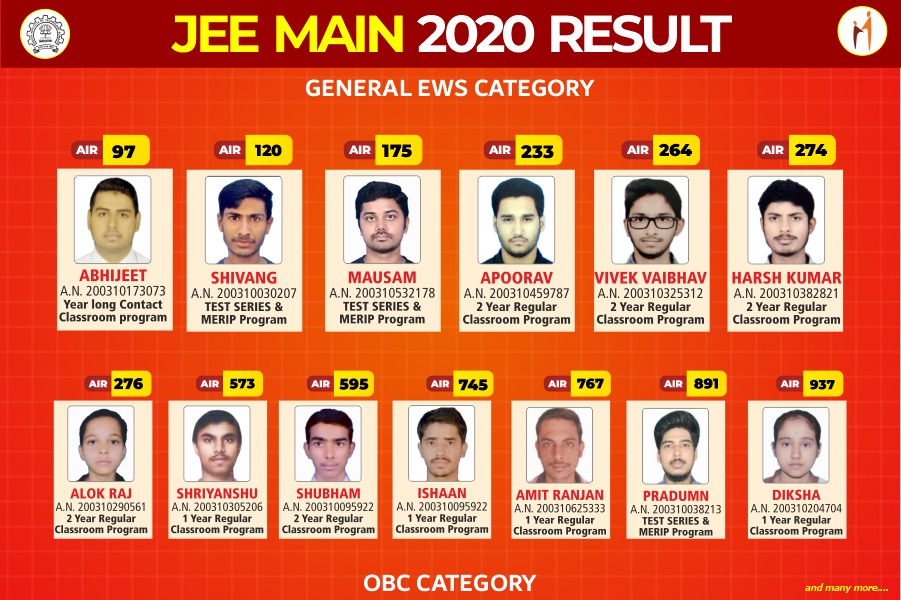 JEE MAIN 2020 RESULT
GENERAL EWS CATEGORY
AIR 97
AIR 120
AIR 175
AIR 233
AIR 264
AIR 274
ABHIJEET
A.N. 200310173073
Year long Contact
Classroom program
SHIVANG
A.N. 200310030207
TEST SERIES &
MERIP Program
MAUSAM
A.N. 200310532178
TEST SERIES &
MERIP Program
APOORAV
A.N. 200310459787
2 Year Regular
Classroom Program
VIVEK VAIBHAV
A.N. 200310325312
2 Year Regular
Classroom Program
HARSH KUMAR
A.N. 200310382821
2 Year Regular
Classroom Program
AIR 276
AIR 573
AIR 595
AIR 745
AIR 767
AIR 891
AIR 937
ALOK RAJ
A.N. 200310290561
2 Year Regular
Classroom Program
SHRIYANSHU
A.N. 200310305206
1 Year Regular
Classroom Program
SHUBHAM
A.N. 200310095922
2 Year Regular
Classroom Program
ISHAAN
A.N. 200310095922
1 Year Regular
Classroom Program
AMIT RANJAN
A.N. 200310625333
1 Year Regular
Classroom Program
PRADUMN
A.N. 200310038213
TEST SERIES &
MERIP Program
DIKSHA
A.N. 200310204704
1 Year Regular
Classroom Program
OBC CATEGORY
and many more....